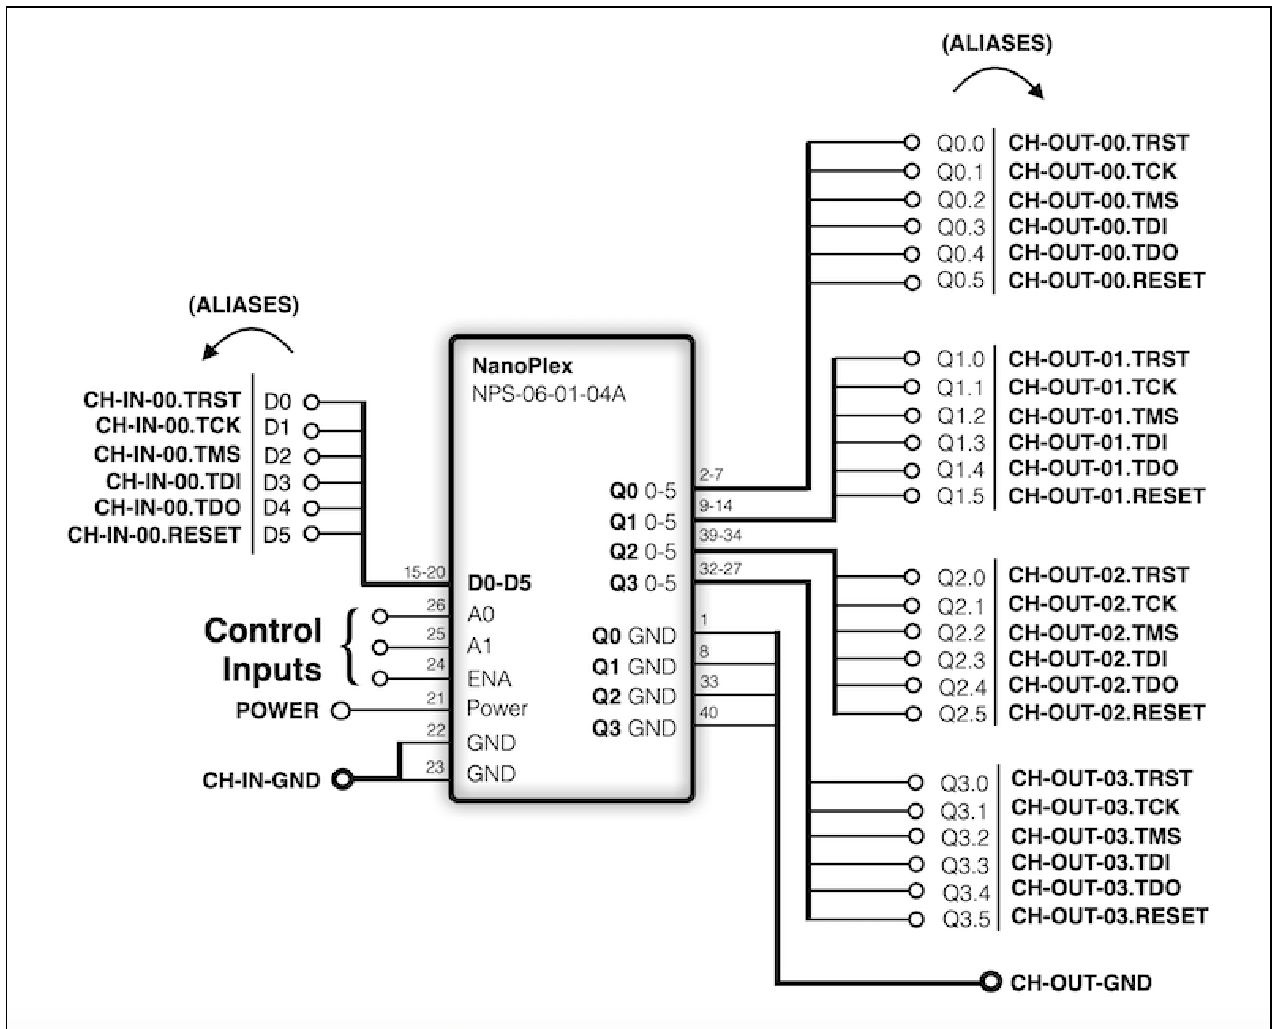 (ALIASES)
Q0.0 CH-OUT-00.TRST
Q0.1 CH-OUT-00.TCK
Q0.2 CH-OUT-00.TMS
Q0.3 CH-OUT-00.TDI
Q0.4 CH-OUT-00.TDO
Q0.5 CH-OUT-00.RESET
(ALIASES)
CH-IN-00.TRST D0
CH-IN-00.TCK D1
CH-IN-00.TMS D2
CH-IN-00.TDI D3
CH-IN-00.TDO D4
CH-IN-00.RESET D5
15-20
Control
Inputs
26
25
24
POWER
21
22
CH-IN-GND
23
NanoPlex
NPS-06-01-04A
Q0 0-5
Q1 0-5
Q2 0-5
Q3 0-5
D0-D5
A0
A1
ENA
Power
GND
GND
Q0 GND
Q1 GND
Q2 GND
Q3 GND
2-7
9-14
39-34
32-27
1
8
33
40
Q1.0 CH-OUT-01.TRST
Q1.1 CH-OUT-01.TCK
Q1.2 CH-OUT-01.TMS
Q1.3 CH-OUT-01.TDI
Q1.4 CH-OUT-01.TDO
Q1.5 CH-OUT-01.RESET
Q2.0 CH-OUT-02.TRST
Q2.1 CH-OUT-02.TCK
Q2.2 CH-OUT-02.TMS
Q2.3 CH-OUT-02.TDI
Q2.4 CH-OUT-02.TDO
Q2.5 CH-OUT-02.RESET
Q3.0 CH-OUT-03.TRST
Q3.1 CH-OUT-03.TCK
Q3.2 CH-OUT-03.TMS
Q3.3 CH-OUT-03.TDI
Q3.4 CH-OUT-03.TDO
Q3.5 CH-OUT-03.RESET
CH-OUT-GND